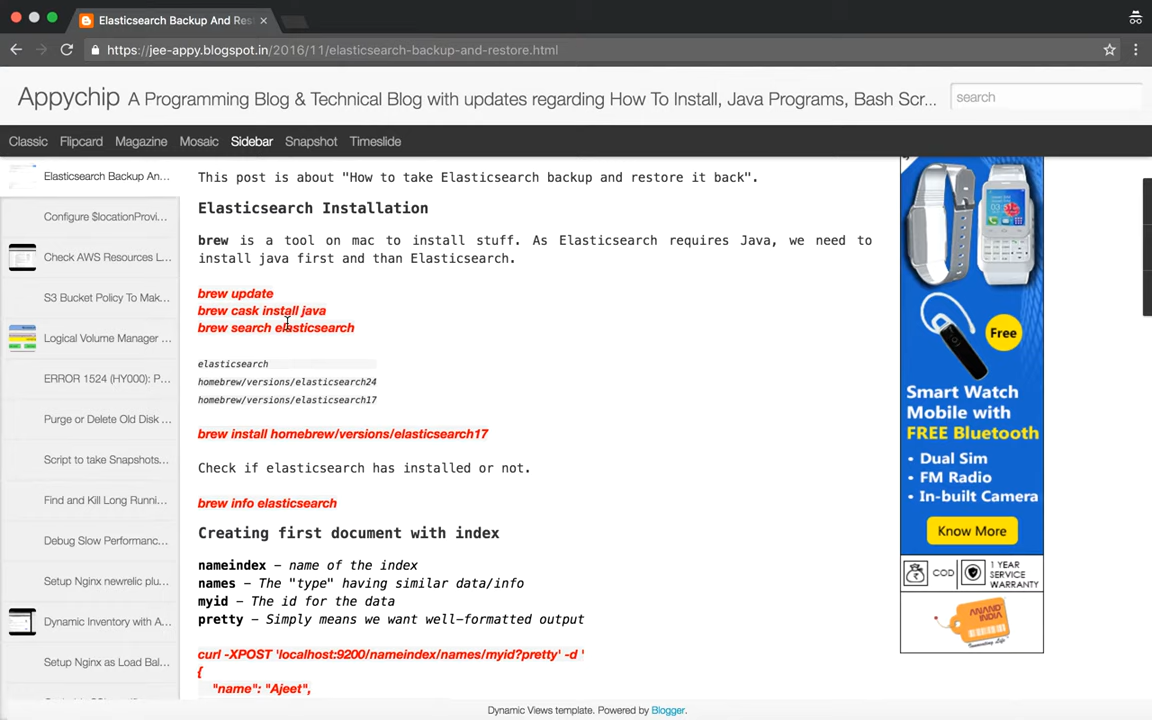 Elasticsearch Backup And Res
https://jee-appy.blogspot.in/2016/11/elasticsearch-backup-and-restore.html
Appychip A Programming Blog & Technical Blog with updates regarding How To Install, Java Programs, Bash Scr...
search
Classic Flipcard Magazine Mosaic Sidebar Snapshot Timeslide
Elasticsearch Backup An...
Configure $locationProvi...
Check AWS Resources L...
S3 Bucket Policy To Mak...
Logical Volume Manager ...
ERROR 1524 (HY000): P...
Purge or Delete Old Disk ...
Script to take Snapshots...
Find and Kill Long Runni...
Debug Slow Performanc...
Setup Nginx newrelic plu...
Dynamic Inventory with A...
Setup Nginx as Load Bal...
This post is about "How to take Elasticsearch backup and restore it back".
Elasticsearch Installation
brew is a tool on mac to install stuff. As Elasticsearch requires Java, we need to
install java first and than Elasticsearch.
brew update
brew cask install java
brew search elasticsearch
elasticsearch
homebrew/versions/elasticsearch24
homebrew/versions/elasticsearch17
brew install homebrew/versions/elasticsearch17
Check if elasticsearch has installed or not.
brew info elasticsearch
Creating first document with index
nameindex – name of the index
names – The "type" having similar data/info
myid – The id for the data
pretty – Simply means we want well-formatted output
curl -XPOST 'localhost:9200/nameindex/names/myid?pretty' -d '
{
"name": "Ajeet",
Free
Smart Watch
Mobile with
FREE Bluetooth
• Dual Sim
• FM Radio
• In-built Camera
Know More
COD
1 YEAR
SERVICE
WARRANTY
ANAND
INDIA
Dynamic Views template. Powered by Blogger.